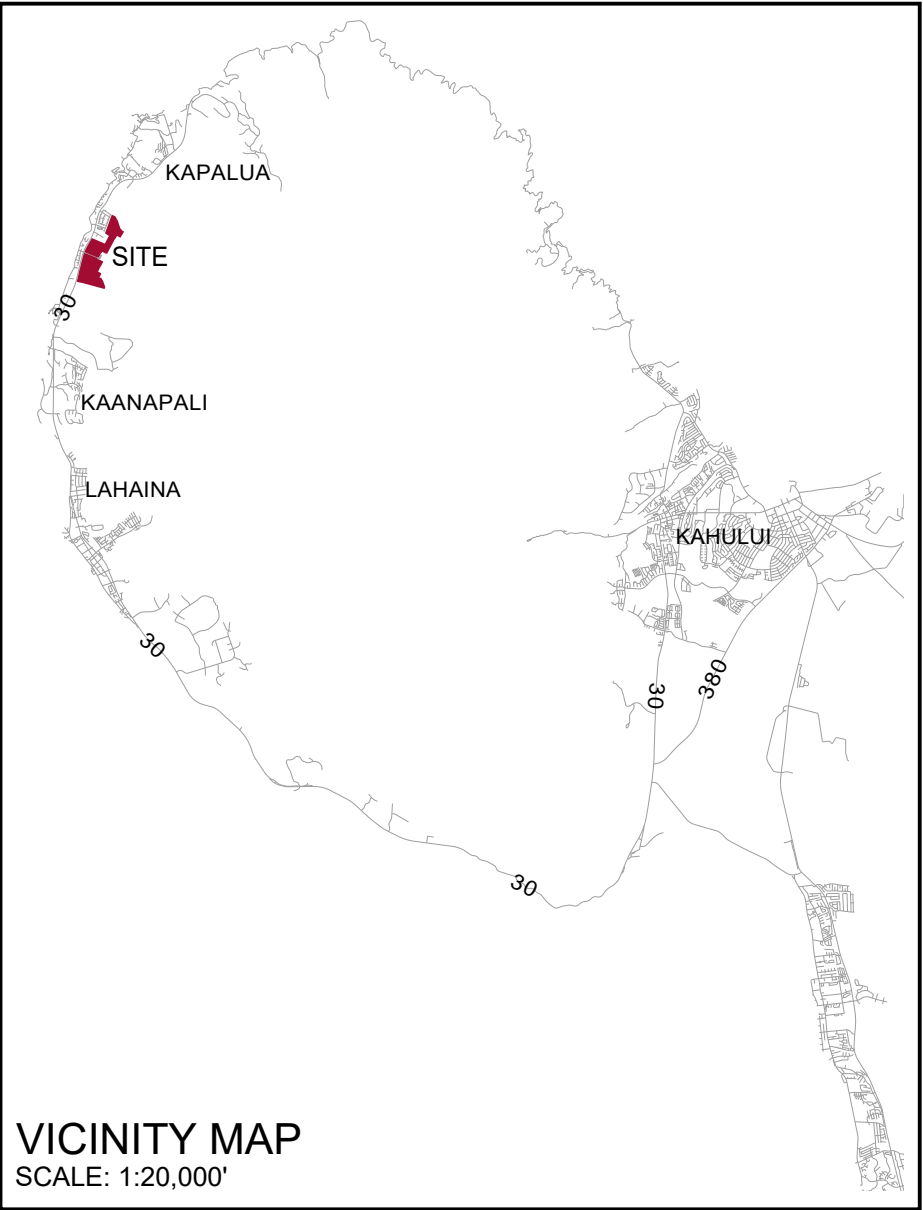 KAPALUA
SITE
30
KAANAPALI
LAHAINA
KAHULUI
30
380
30
30
VICINITY MAP
SCALE: 1:20,000'